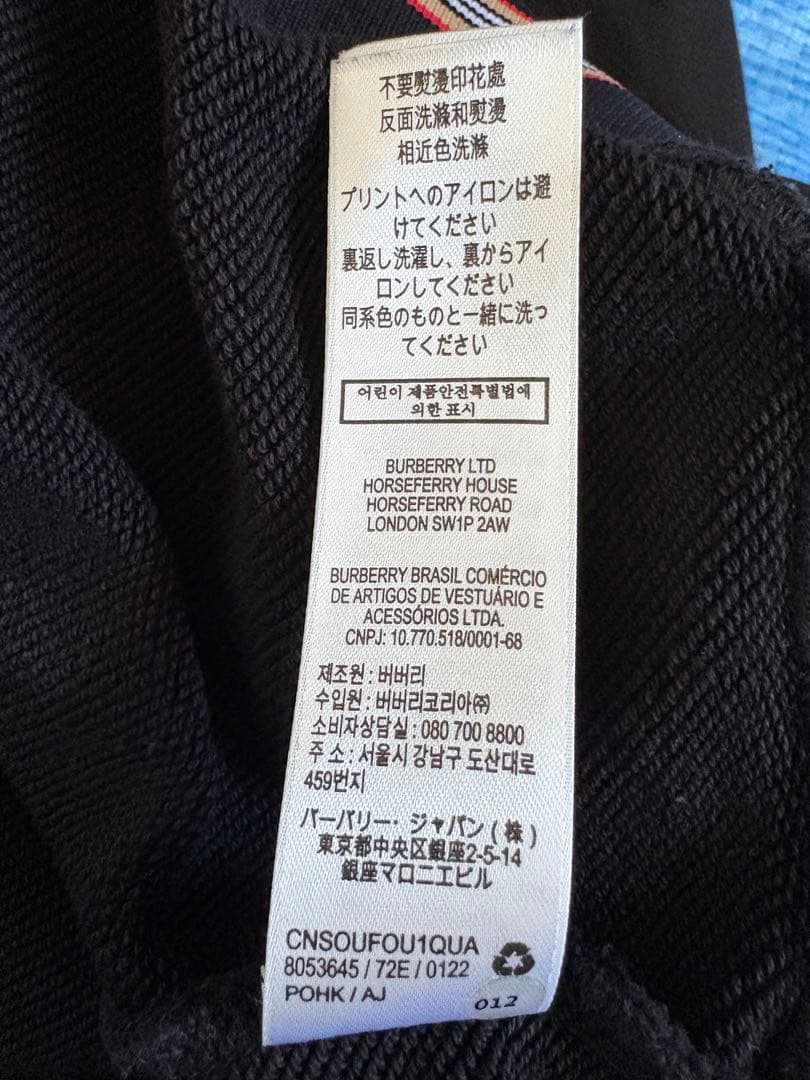 不要熨燙印花處
反面洗滌和熨燙
相近色洗滌
プリントへのアイロンは避
けてください
裏返し洗濯し、裏からアイ
ロンしてください
同系色のものと一緒に洗っ
てください
어린이 제품안전특별법에
의한 표시
BURBERRY LTD
HORSEFERRY HOUSE
HORSEFERRY ROAD
LONDON SW1P 2AW
BURBERRY BRASIL COMÉRCIO
DE ARTIGOS DE VESTUÁRIO E
ACESSÓRIOS LTDA.
CNPJ: 10.770.518/0001-68
제조원 : 버버리
수입원 : 버버리코리아㈜
소비자상담실 : 080 700 8800
주 소 : 서울시 강남구 도산대로
459번지
バーバリー・ジャパン(株)
東京都中央区銀座2-5-14
銀座マロニエビル
CNSOUFOU1QUA
8053645 / 72E / 0122
POHK / AJ
012